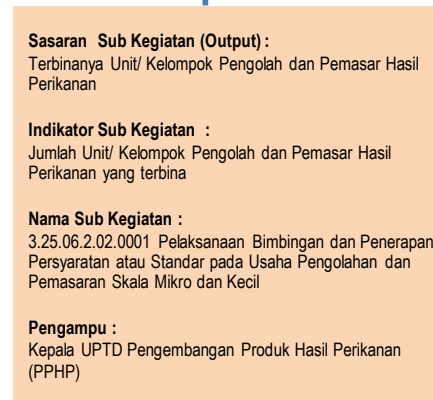 Sasaran Sub Kegiatan (Output) :
Terbinanya Unit/ Kelompok Pengolah dan Pemasar Hasil
Perikanan
Indikator Sub Kegiatan :
Jumlah Unit/ Kelompok Pengolah dan Pemasar Hasil
Perikanan yang terbina
Nama Sub Kegiatan :
3.25.06.2.02.0001 Pelaksanaan Bimbingan dan Penerapan
Persyaratan atau Standar pada Usaha Pengolahan dan
Pemasaran Skala Mikro dan Kecil
Pengampu :
Kepala UPTD Pengembangan Produk Hasil Perikanan
(PPHP)